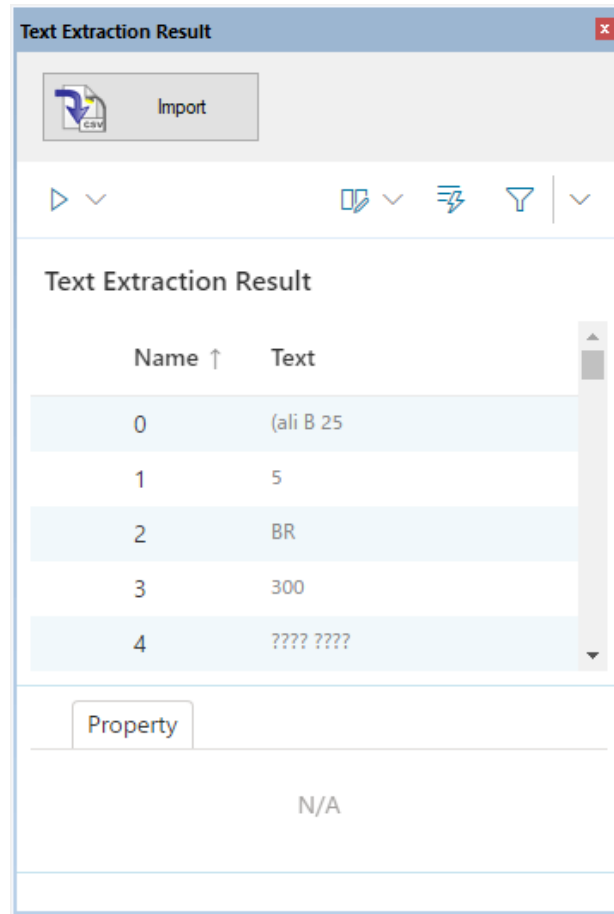 Text Extraction Result
CSV
Import
Text Extraction Result
Name ↑ Text
0 (ali B 25
1 5
2 BR
3 300
4 ???? ????
Property
N/A